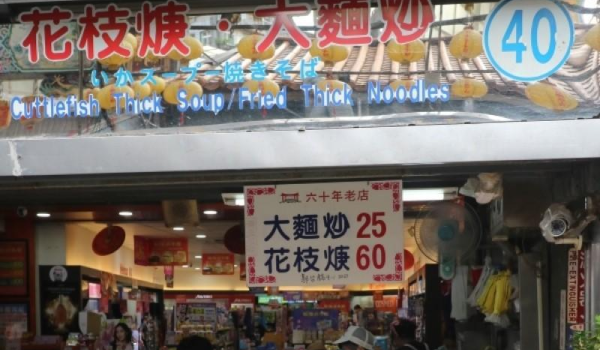 花枝焿·大麵炒
40
いかスープー焼きそば
Cuttlefish Thick Soup/Fried Thick Noodles
六十年老店
大麵炒 25
花枝焿 60